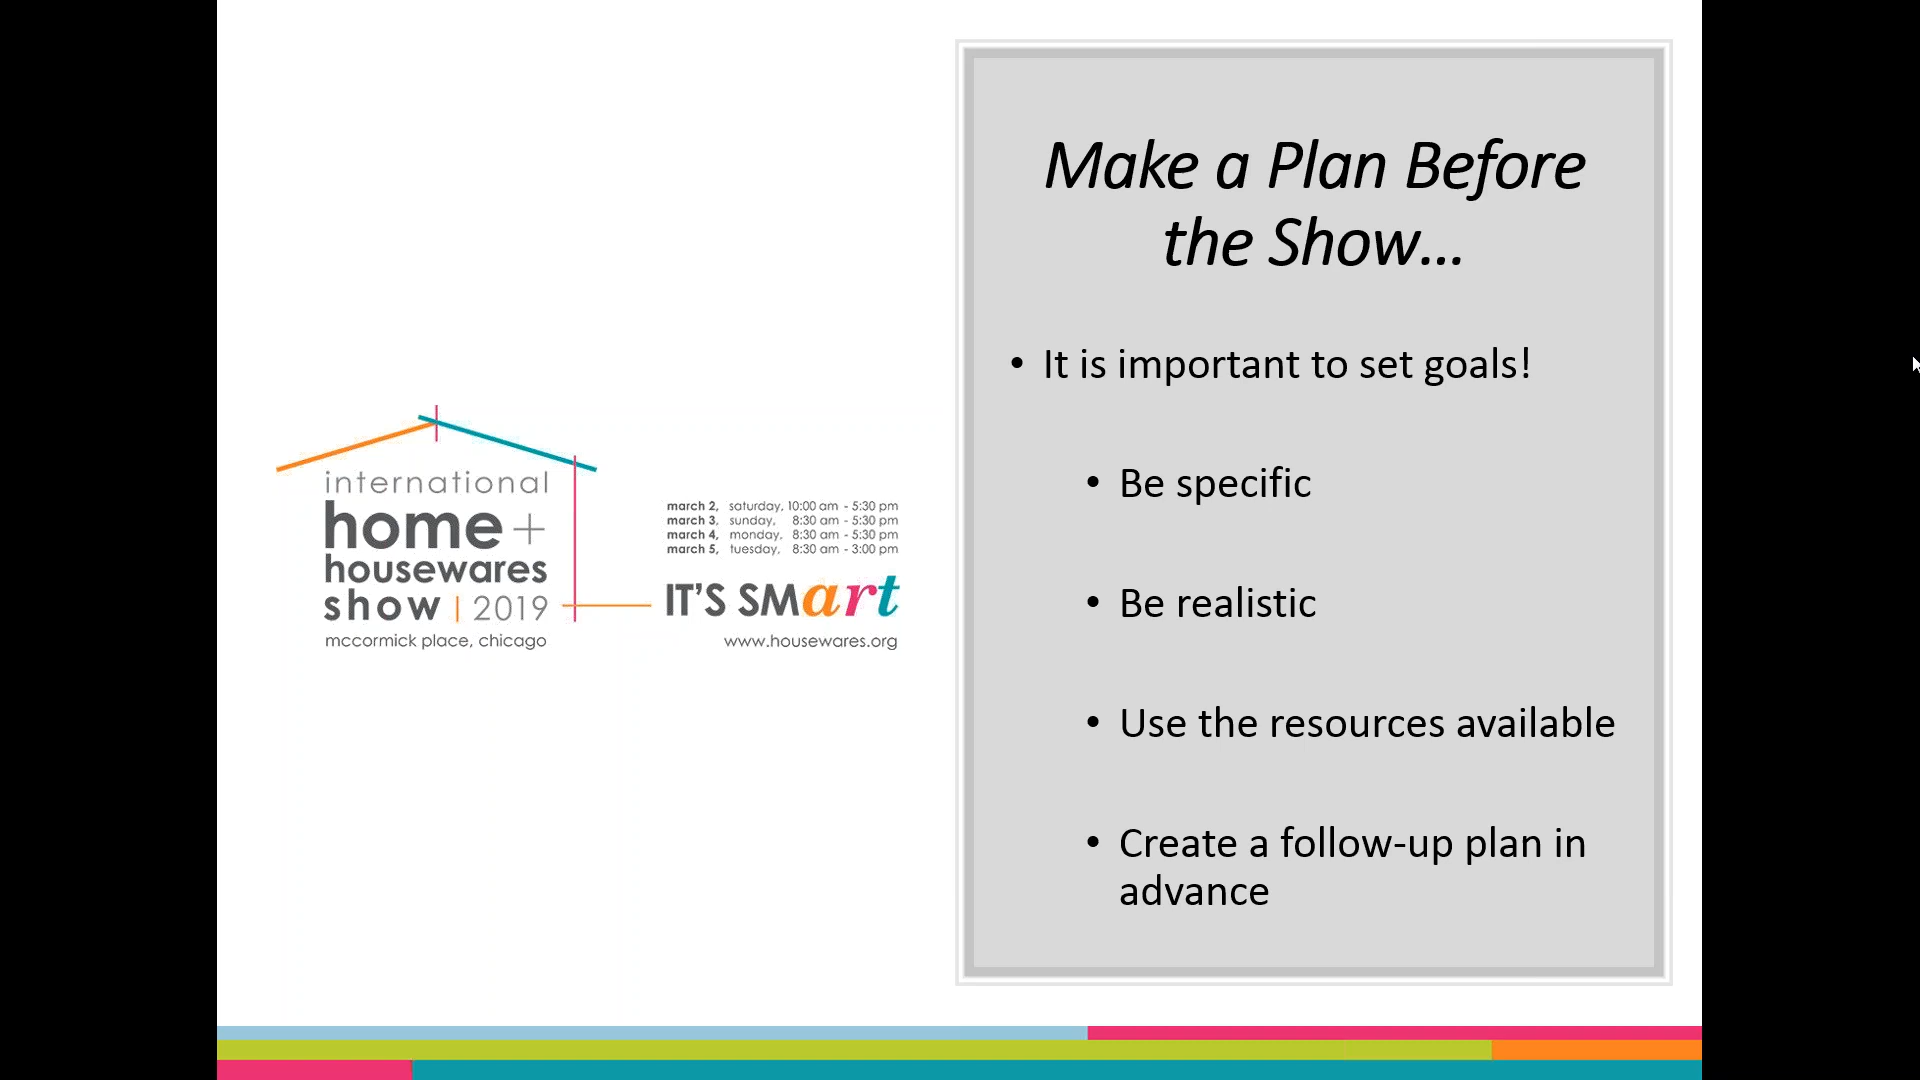 international
home +
housewares
show | 2019
mccormick place, chicago
march 2, saturday, 10:00 am - 5:30 pm
march 3, sunday, 8:30 am - 5:30 pm
march 4, monday, 8:30 am - 5:30 pm
march 5, tuesday, 8:30 am - 3:00 pm
IT'S SMart
www.housewares.org
Make a Plan Before
the Show...
• It is important to set goals!
• Be specific
• Be realistic
• Use the resources available
• Create a follow-up plan in
advance